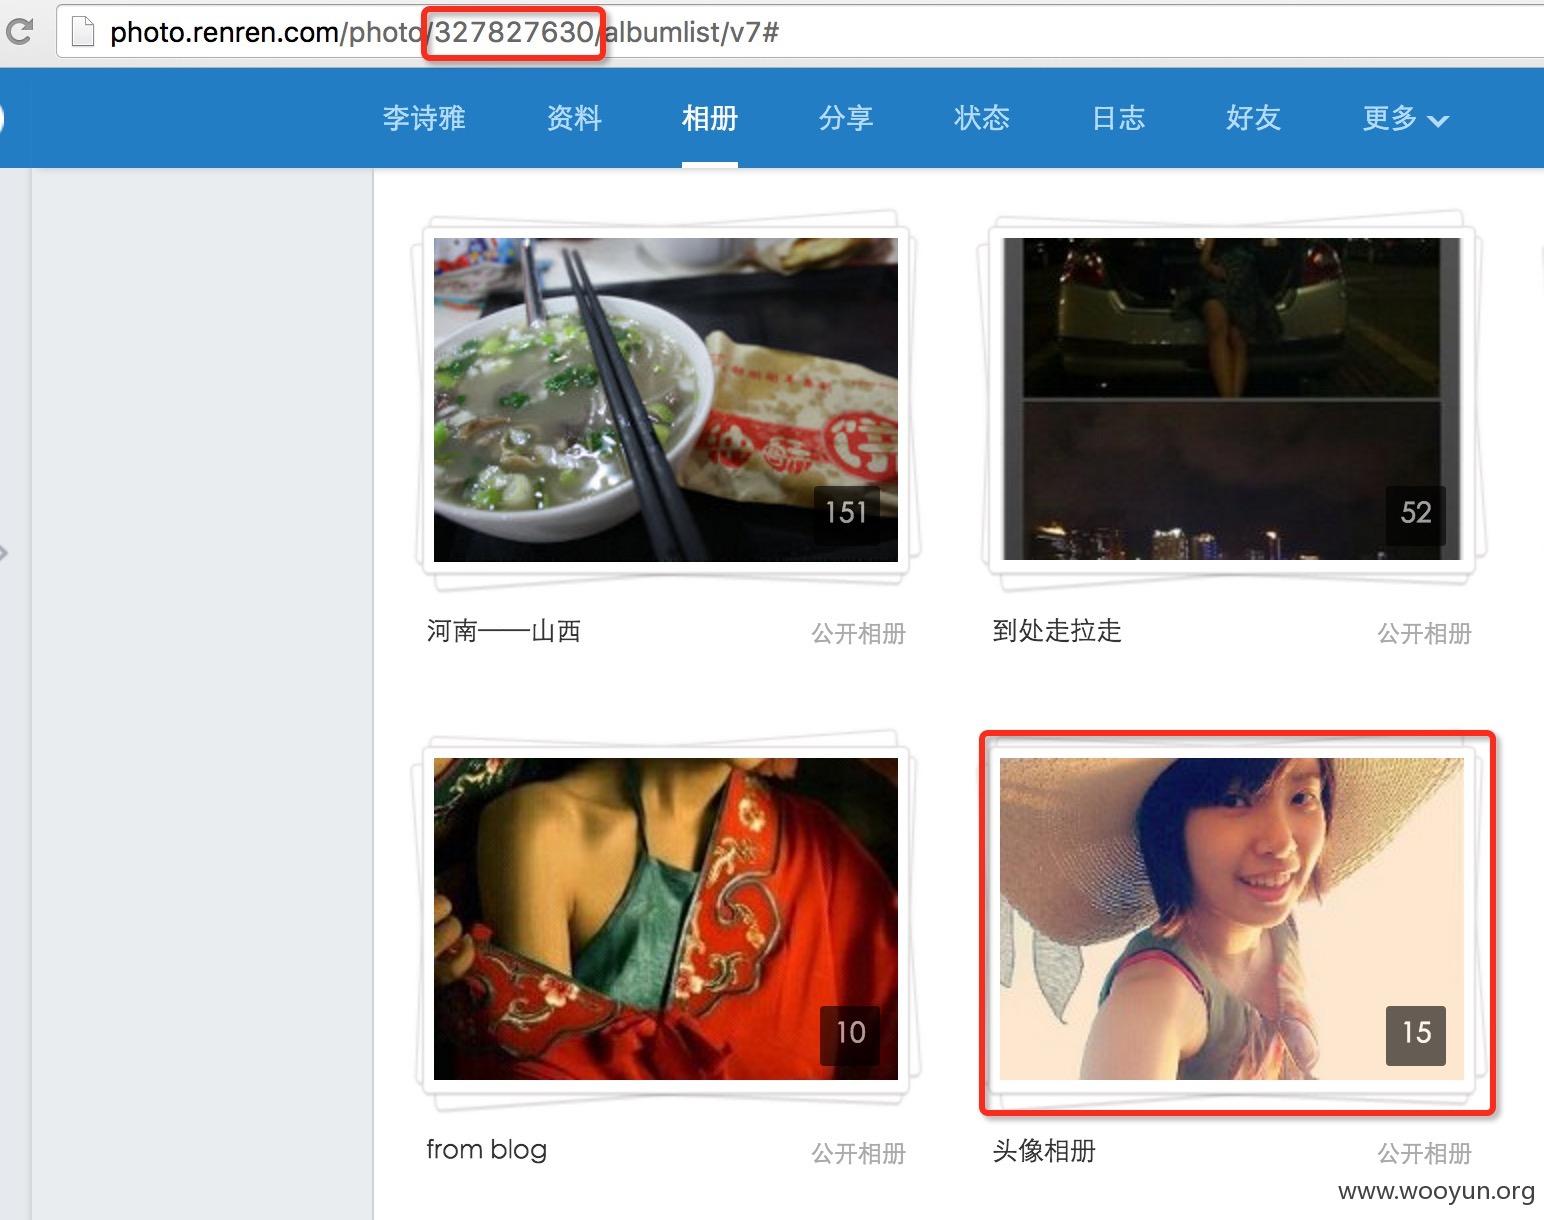 photo.renren.com/photo/327827630/albumlist/v7#
李诗雅 资料 相册 分享 状态 日志 好友 更多
151
52
河南——山西 公开相册
到处走拉走 公开相册
10
15
from blog 公开相册
头像相册 公开相册
www.wooyun.org